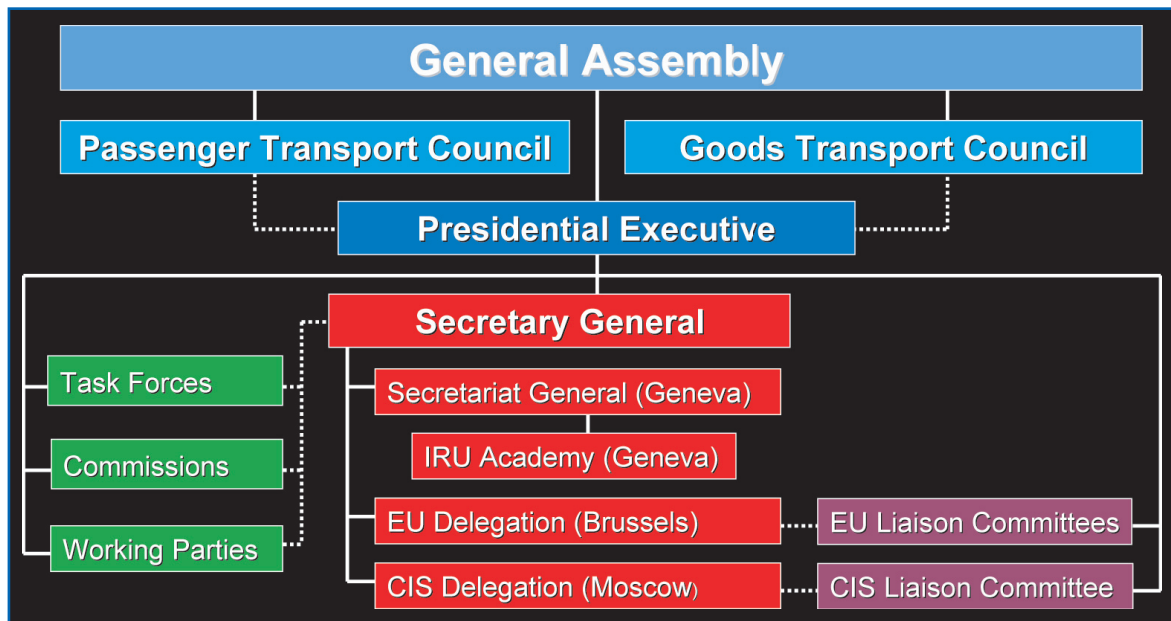 General Assembly
Passenger Transport Council
Goods Transport Council
Presidential Executive
Secretary General
Task Forces
Secretariat General (Geneva)
IRU Academy (Geneva)
Commissions
EU Delegation (Brussels)
EU Liaison Committees
Working Parties
CIS Delegation (Moscow)
CIS Liaison Committee